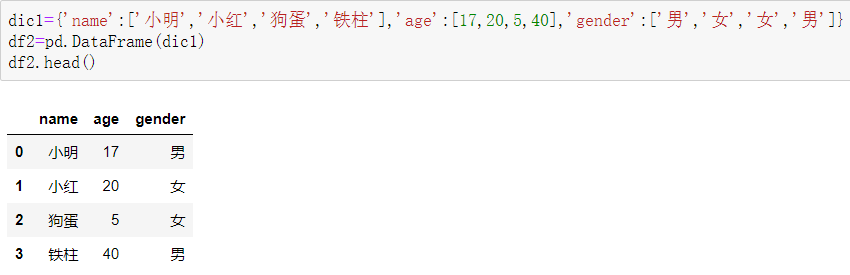 dic1={'name':['小明','小红','狗蛋','铁柱'],'age':[17,20,5,40],'gender':['男','女','女','男']}
df2=pd.DataFrame(dic1)
df2.head()
name age gender
0 小明 17 男
1 小红 20 女
2 狗蛋 5 女
3 铁柱 40 男